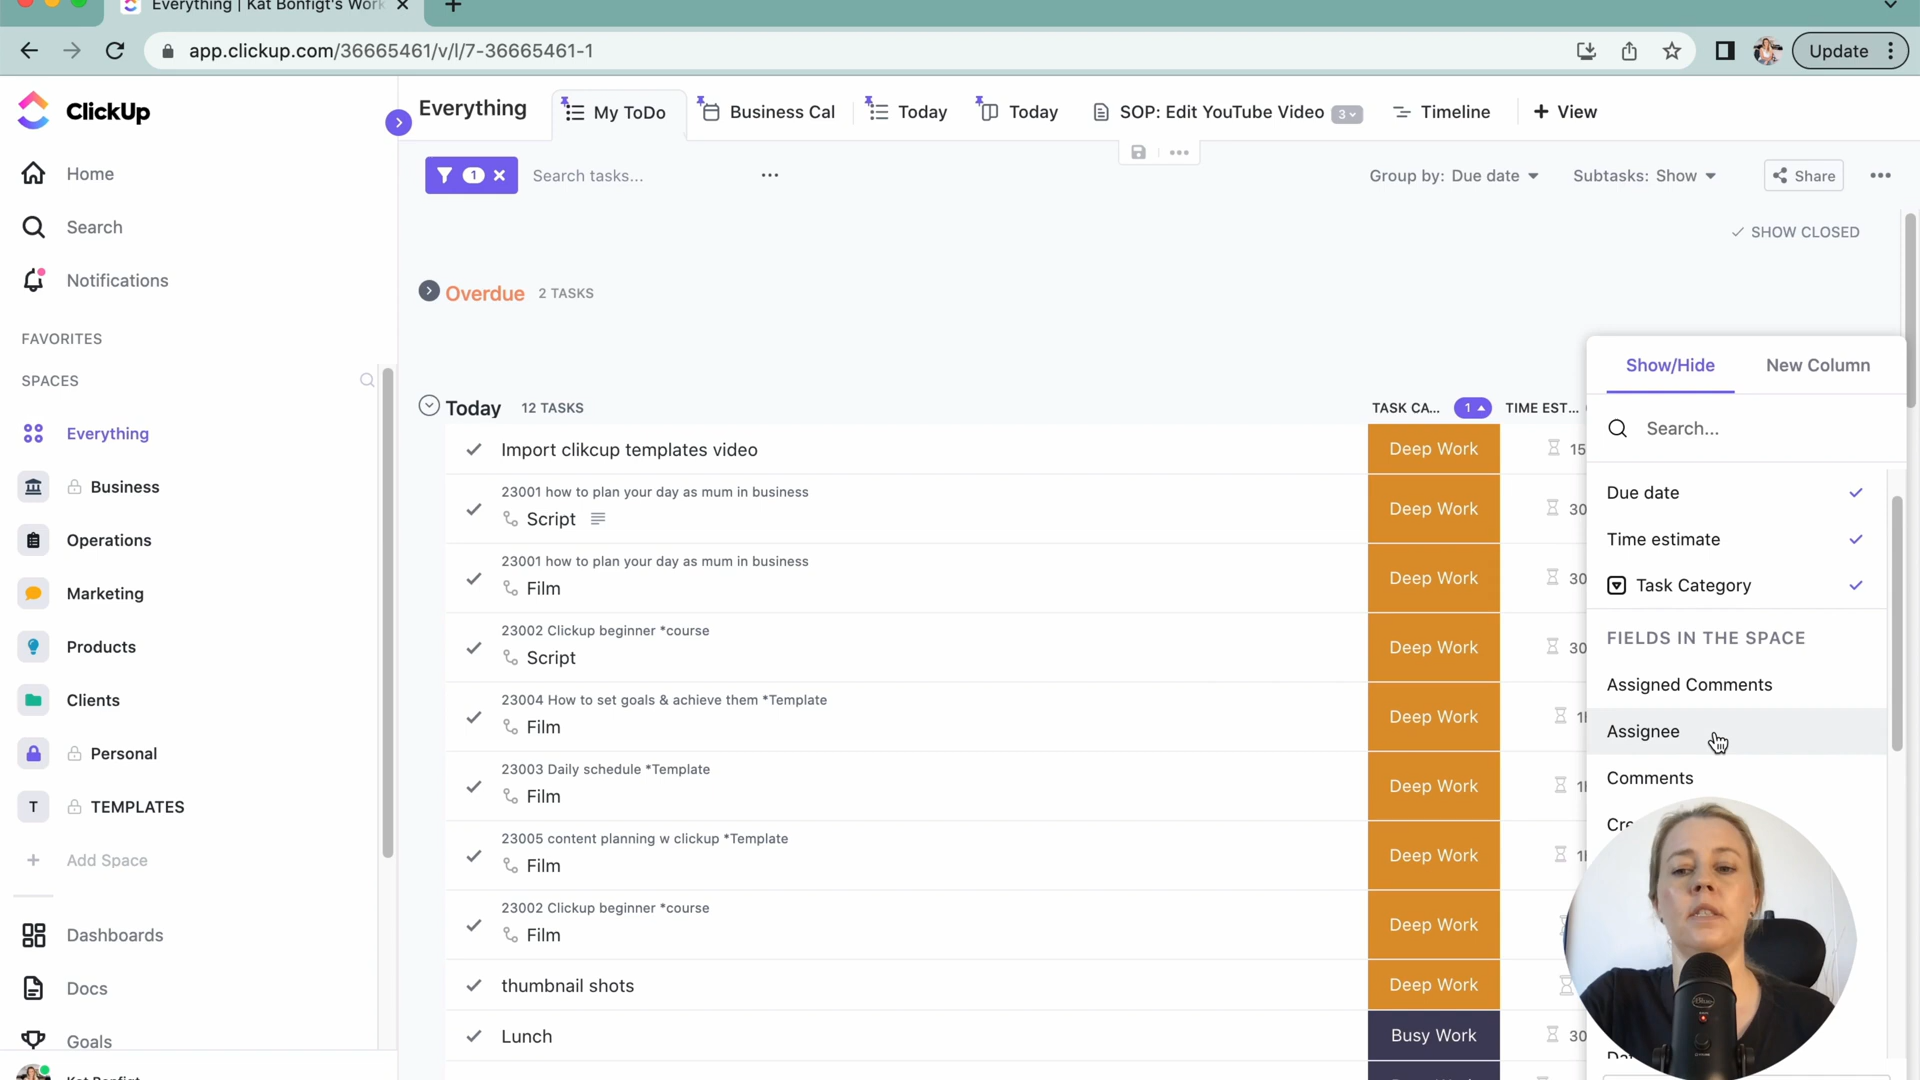 Everything | Kat Bonfigt's Work
app.clickup.com/36665461/v/l/7-36665461-1
Update
ClickUp
Everything
My ToDo
Business Cal
Today
Today
SOP: Edit YouTube Video
3
Timeline
+ View
1
Search tasks...
Group by: Due date
Subtasks: Show
Share
SHOW CLOSED
Home
Search
Notifications
FAVORITES
SPACES
Everything
Business
Operations
Marketing
Products
Clients
Personal
T TEMPLATES
+ Add Space
Dashboards
Docs
Goals
Kat Bonfigt
Overdue 2 TASKS
Today 12 TASKS
TASK CA... 1 TIME EST...
Import clikcup templates video
Deep Work
15
23001 how to plan your day as mum in business
Script
Deep Work
30
23001 how to plan your day as mum in business
Film
Deep Work
30
23002 Clickup beginner *course
Script
Deep Work
30
23004 How to set goals & achieve them *Template
Film
Deep Work
23003 Daily schedule *Template
Film
Deep Work
23005 content planning w clickup *Template
Film
Deep Work
23002 Clickup beginner *course
Film
Deep Work
thumbnail shots
Deep Work
Lunch
Busy Work
30
Show/Hide
New Column
Search...
Due date
Time estimate
Task Category
FIELDS IN THE SPACE
Assigned Comments
Assignee
Comments